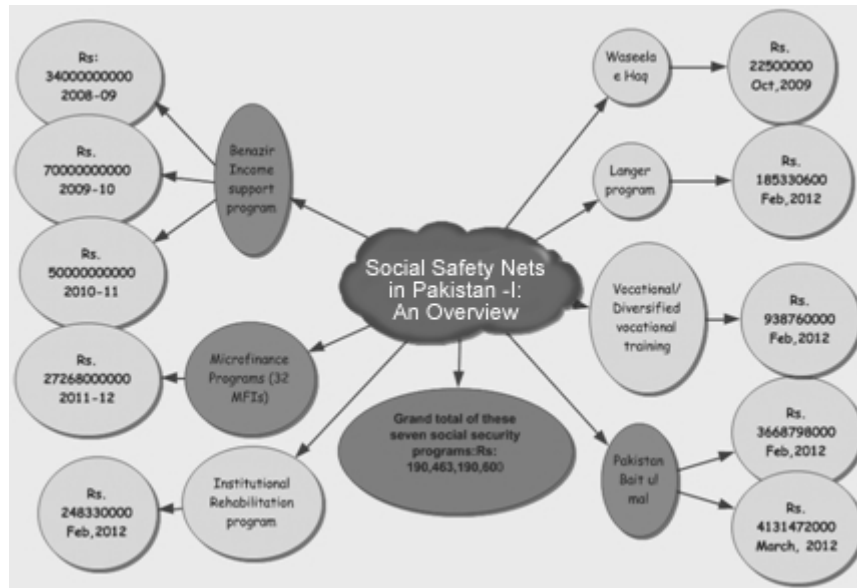 Social Safety Nets
in Pakistan -I:
An Overview
Benazir
Income
support
program
Rs:
34000000000
2008-09
Rs.
70000000000
2009-10
Rs.
50000000000
2010-11
Microfinance
Programs (32
MFIs)
Rs.
27268000000
2011-12
Institutional
Rehabilitation
program
Rs.
248330000
Feb,2012
Grand total of these
seven social security
programs:Rs:
190,463,190,600
Waseela
e Haq
Rs.
22500000
Oct,2009
Langer
program
Rs.
185330600
Feb,2012
Vocational/
Diversified
vocational
training
Rs.
938760000
Feb,2012
Pakistan
Bait ul
mal
Rs.
3668798000
Feb,2012
Rs.
4131472000
March, 2012